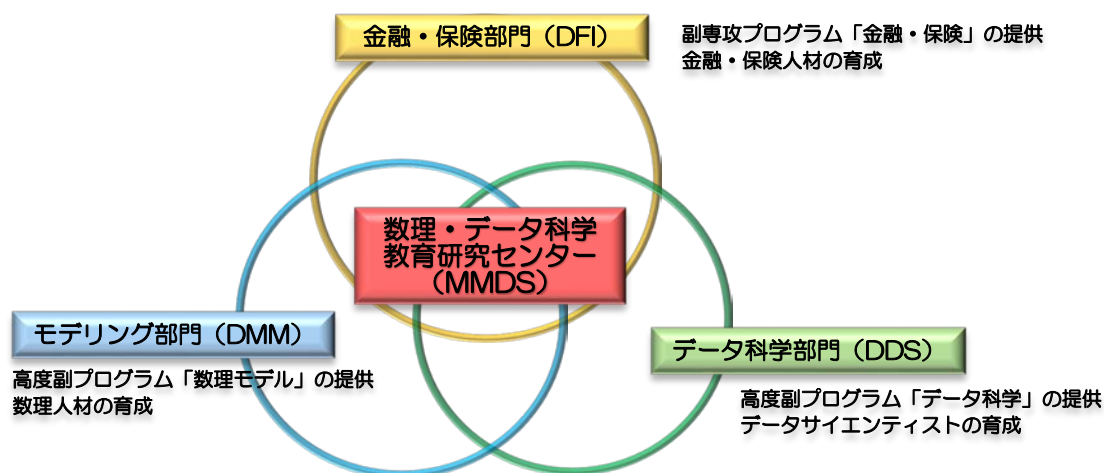 金融・保険部門（DFI）
副専攻プログラム「金融・保険」の提供
金融・保険人材の育成
数理・データ科学
教育研究センター
（MMDS）
モデリング部門（DMM）
高度副プログラム「数理モデル」の提供
数理人材の育成
データ科学部門（DDS）
高度副プログラム「データ科学」の提供
データサイエンティストの育成